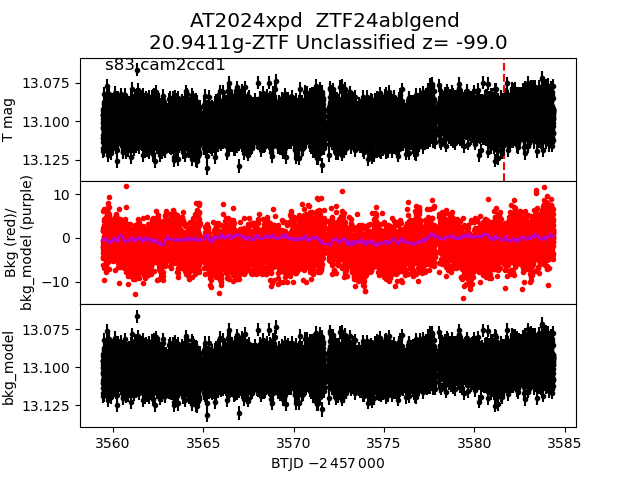 AT2024xpd ZTF24ablgend
20.9411g-ZTF Unclassified z= -99.0
s83 cam2ccd1
13.075
13.100
13.125
T mag
10
0
−10
Bkg (red)/
bkg_model (purple)
13.075
13.100
13.125
bkg_model
3560 3565 3570 3575 3580 3585
BTJD −2 457 000